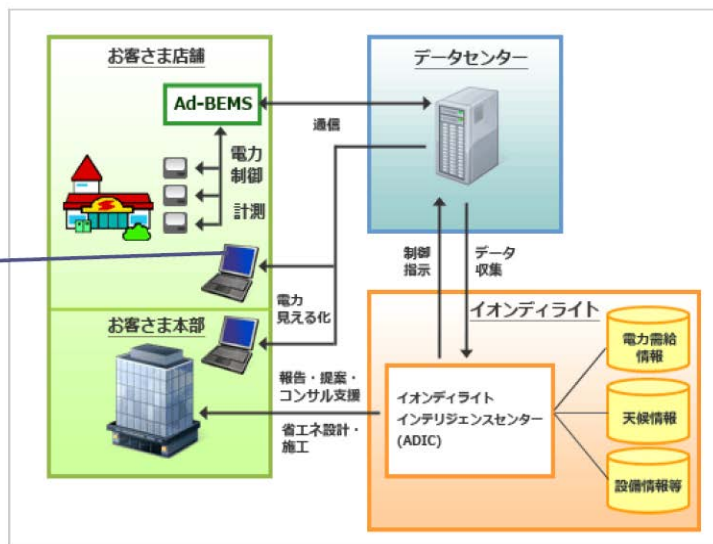 お客さま店舗
Ad-BEMS
電力
制御
計測
お客さま本部
データセンター
通信
電力
見える化
制御
指示
データ
収集
報告・提案・
コンサル支援
省エネ設計・
施工
イオンディライト
イオンディライト
インテリジェンスセンター
(ADIC)
電力需給
情報
天候情報
設備情報等